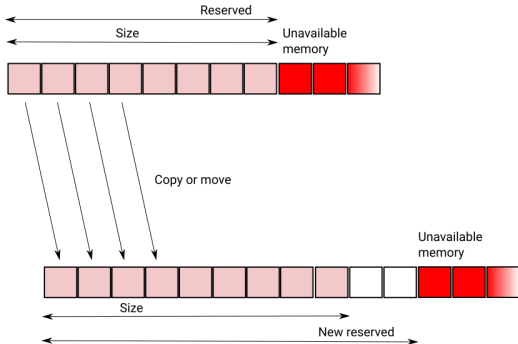 Reserved
Size
Unavailable
memory
Copy or move
Unavailable
memory
Size
New reserved